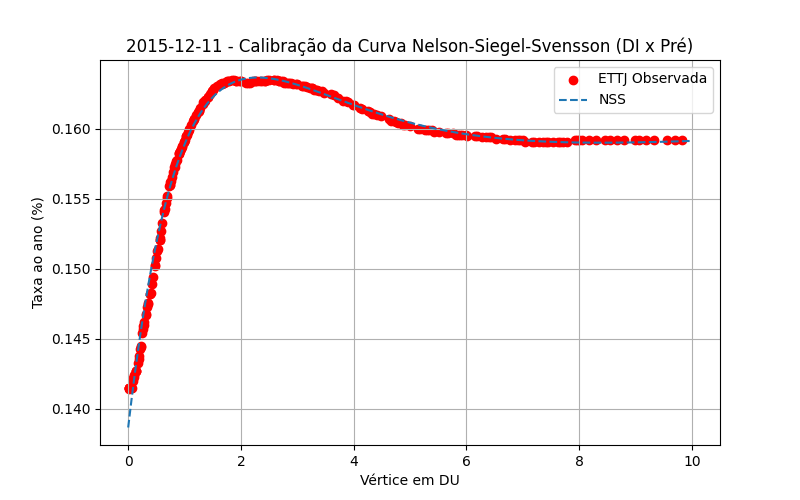 2015-12-11 - Calibração da Curva Nelson-Siegel-Svensson (DI x Pré)
ETTJ Observada
NSS
Taxa ao ano (%)
0.160
0.155
0.150
0.145
0.140
0 2 4 6 8 10
Vértice em DU